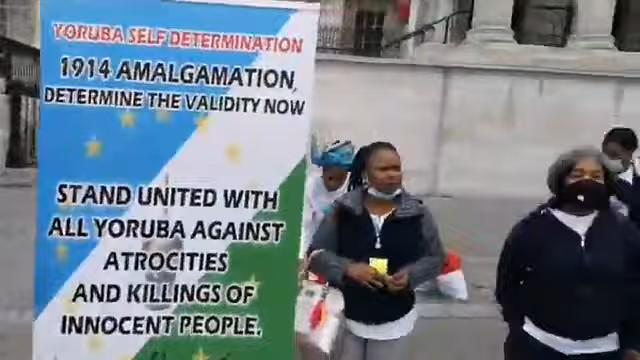 YORUBA SELF DETERMINATION
1914 AMALGAMATION,
DETERMINE THE VALIDITY NOW
STAND UNITED WITH
ALL YORUBA AGAINST
ATROCITIES
AND KILLINGS OF
INNOCENT PEOPLE.